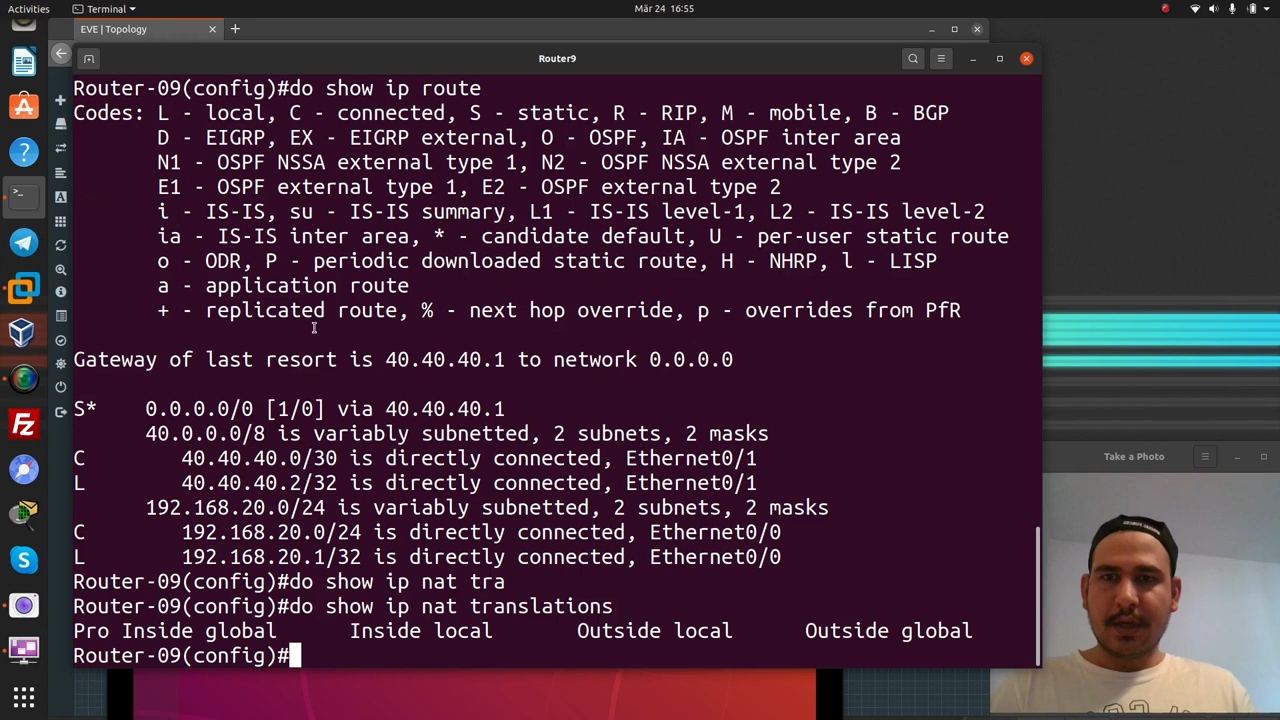 Activities
Terminal
Mär 24 16:55
EVE | Topology
Router9
Router-09(config)#do show ip route
Codes: L - local, C - connected, S - static, R - RIP, M - mobile, B - BGP
D - EIGRP, EX - EIGRP external, O - OSPF, IA - OSPF inter area
N1 - OSPF NSSA external type 1, N2 - OSPF NSSA external type 2
E1 - OSPF external type 1, E2 - OSPF external type 2
i - IS-IS, su - IS-IS summary, L1 - IS-IS level-1, L2 - IS-IS level-2
ia - IS-IS inter area, * - candidate default, U - per-user static route
o - ODR, P - periodic downloaded static route, H - NHRP, l - LISP
a - application route
+ - replicated route, % - next hop override, p - overrides from PfR
Gateway of last resort is 40.40.40.1 to network 0.0.0.0
S* 0.0.0.0/0 [1/0] via 40.40.40.1
40.0.0.0/8 is variably subnetted, 2 subnets, 2 masks
C 40.40.40.0/30 is directly connected, Ethernet0/1
L 40.40.40.2/32 is directly connected, Ethernet0/1
192.168.20.0/24 is variably subnetted, 2 subnets, 2 masks
C 192.168.20.0/24 is directly connected, Ethernet0/0
L 192.168.20.1/32 is directly connected, Ethernet0/0
Router-09(config)#do show ip nat tra
Router-09(config)#do show ip nat translations
Pro Inside global Inside local Outside local Outside global
Router-09(config)#
Take a Photo